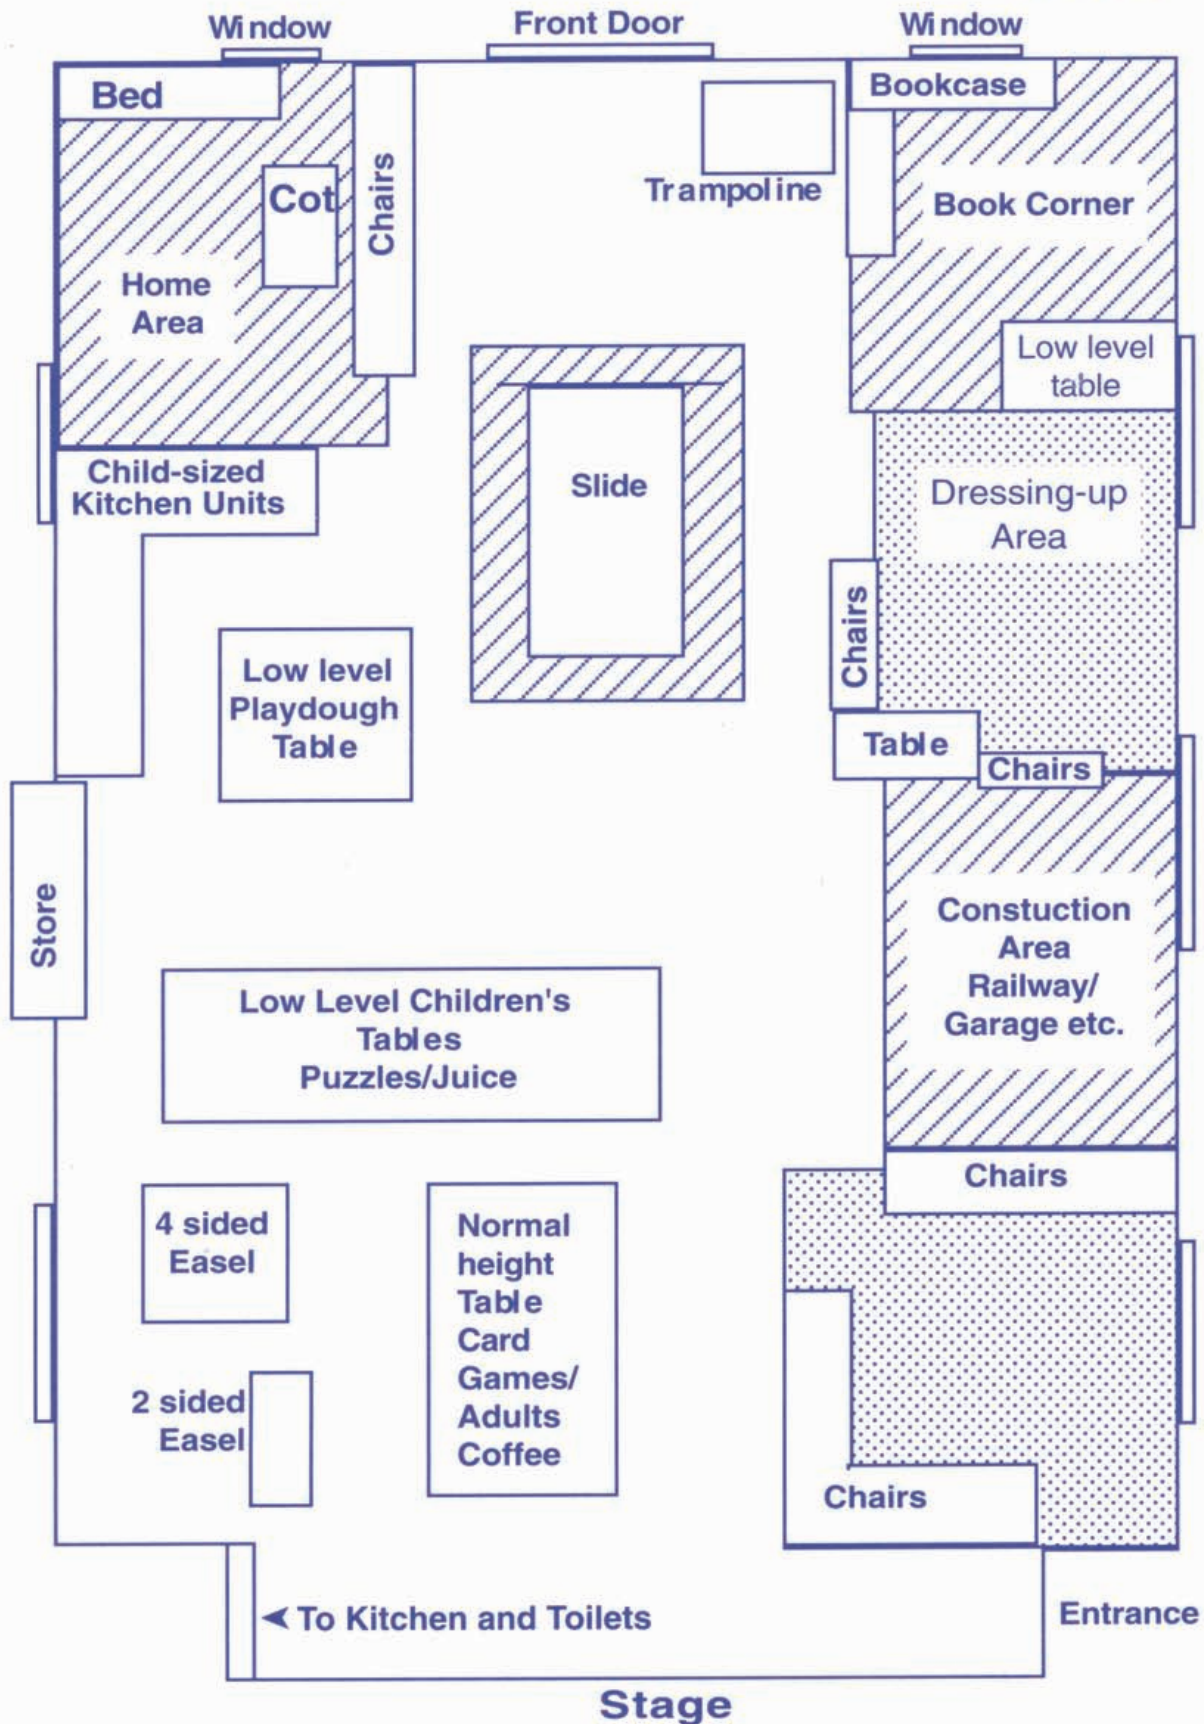 Window
Front Door
Window
Bed
Bookcase
Cot
Chairs
Trampoline
Book Corner
Home
Area
Low level
table
Child-sized
Kitchen Units
Slide
Dressing-up
Area
Chairs
Low level
Playdough
Table
Table
Chairs
Store
Constuction
Area
Railway/
Garage etc.
Low Level Children's
Tables
Puzzles/Juice
Chairs
4 sided
Easel
Normal
height
Table
Card
Games/
Adults
Coffee
2 sided
Easel
Chairs
To Kitchen and Toilets
Entrance
Stage